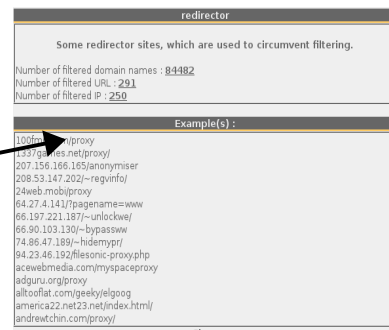 redirector
Some redirector sites, which are used to circumvent filtering.
Number of filtered domain names : 84482
Number of filtered URL : 291
Number of filtered IP : 250
Example(s) :
/proxy
1337games.net/proxy/
207.156.166.165/anonymiser
208.53.147.202/~regvinfo/
24web.mobi/proxy
64.27.4.141/?pagename=www
66.197.221.187/~unlockwe/
66.90.103.130/~bypassww
74.86.47.189/~hidemypr/
94.23.46.192/filesonic-proxy.php
acewebmedia.com/myspaceproxy
adguru.org/proxy
alltooflat.com/geeky/elgoog
america22.net23.net/index.html/
andrewtchin.com/proxy/